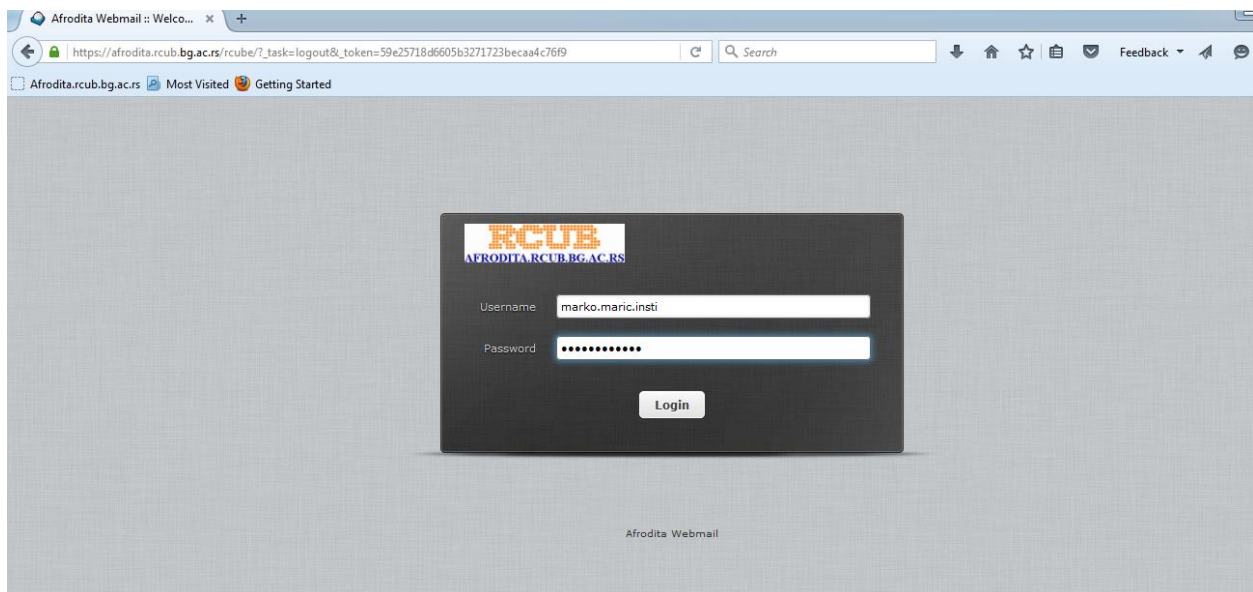 Afrodita Webmail :: Welco... × +
https://afrodita.rcub.bg.ac.rs/rcube/?_task=logout&_token=59e25718d6605b3271723becaa4c76f9 Search Feedback
Afrodita.rcub.bg.ac.rs Most Visited Getting Started
RCUB
AFRODITA.RCUB.BG.AC.RS
Username marko.maric.insti
Password ••••••••••••
Login
Afrodita Webmail